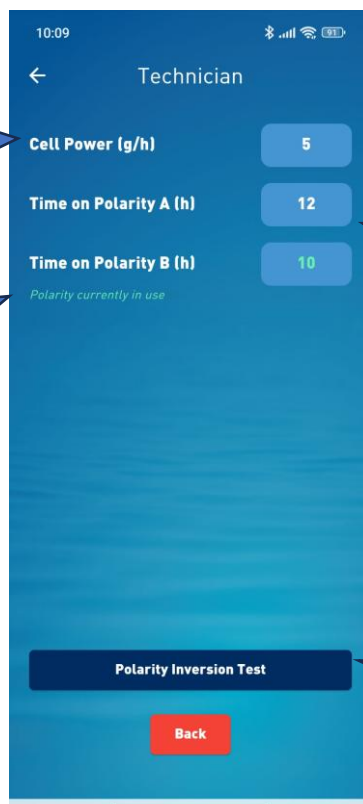 10:09
91
Technician
Cell Power (g/h)
5
Time on Polarity A (h)
12
Time on Polarity B (h)
10
Polarity currently in use
Polarity Inversion Test
Back